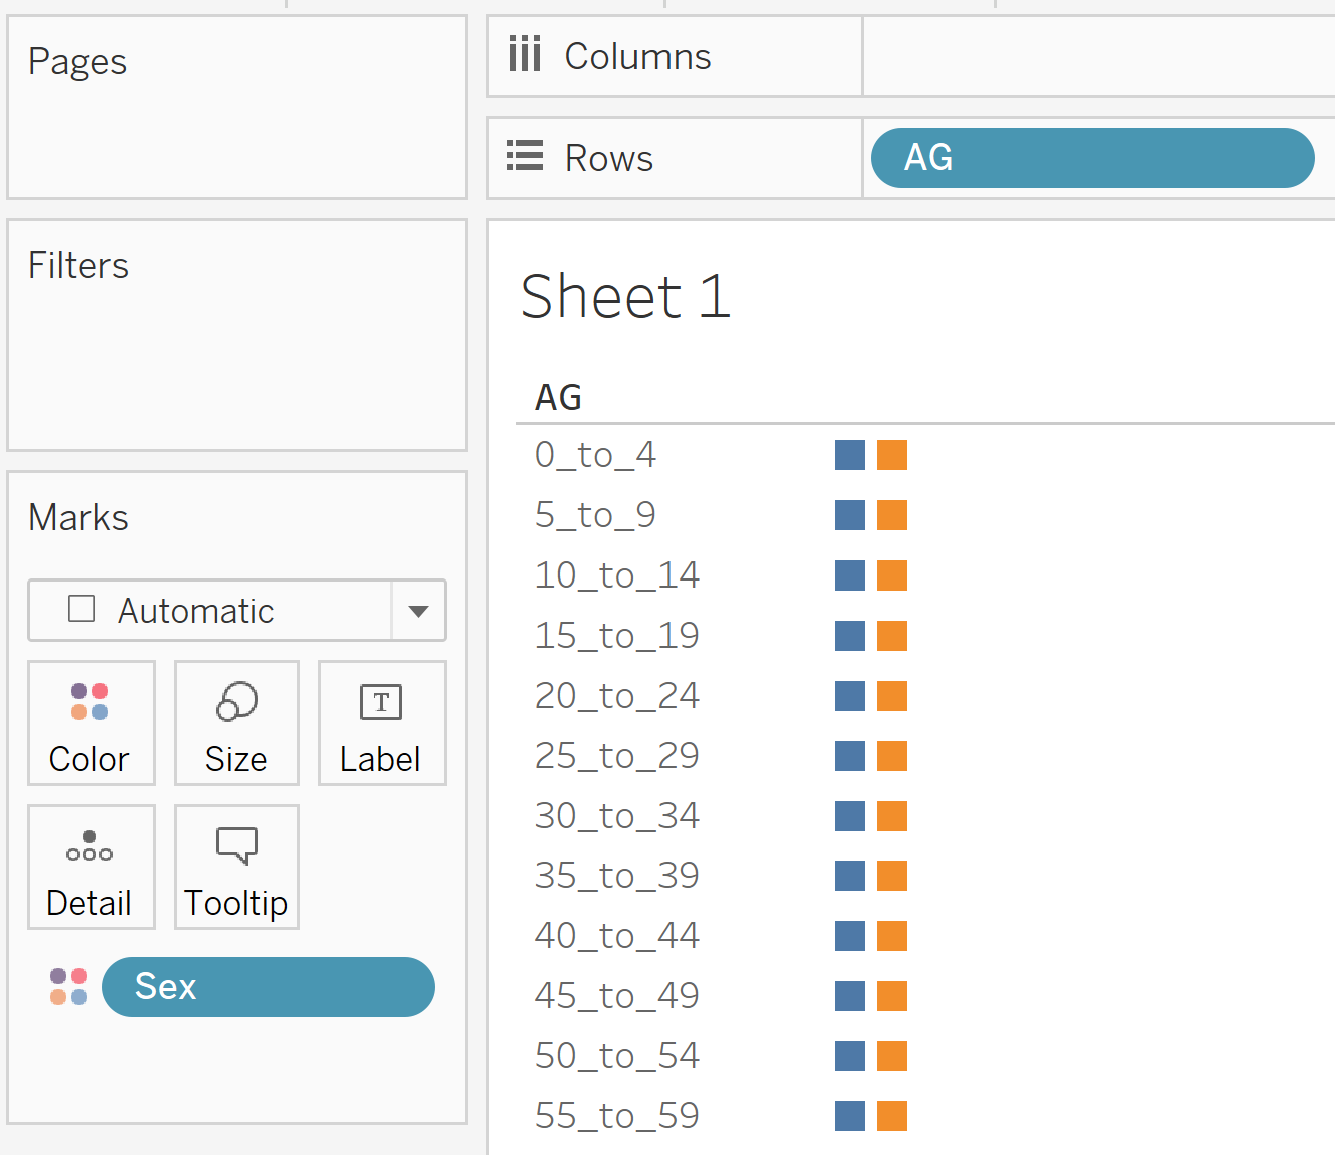 Pages
Columns
Rows
AG
Filters
Sheet 1
AG
0_to_4
5_to_9
10_to_14
15_to_19
20_to_24
25_to_29
30_to_34
35_to_39
40_to_44
45_to_49
50_to_54
55_to_59
Marks
Automatic
Color
Size
T
Label
Detail
Tooltip
Sex